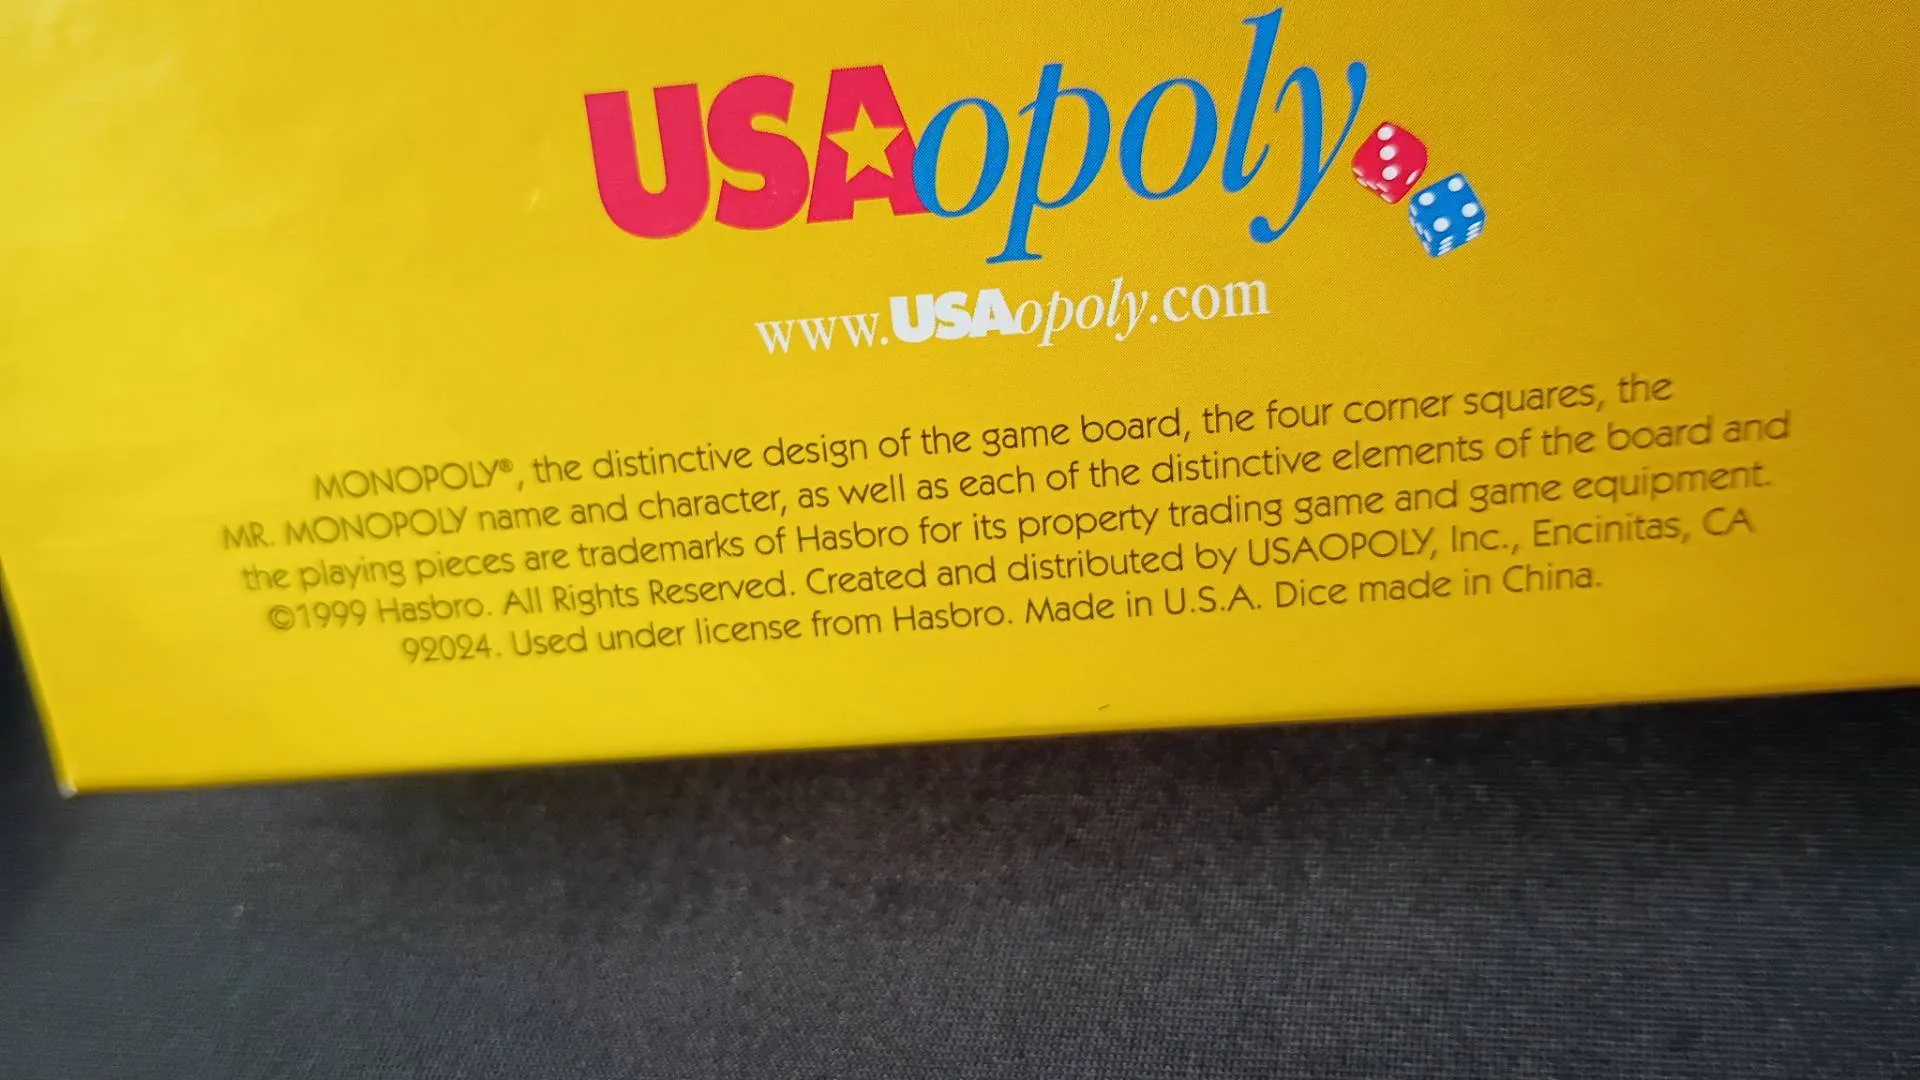 USAopoly
www.USAopoly.com
MONOPOLY®, the distinctive design of the game board, the four corner squares, the
MR. MONOPOLY name and character, as well as each of the distinctive elements of the board and
the playing pieces are trademarks of Hasbro for its property trading game and game equipment.
©1999 Hasbro. All Rights Reserved. Created and distributed by USAOPOLY, Inc., Encinitas, CA
92024. Used under license from Hasbro. Made in U.S.A. Dice made in China.